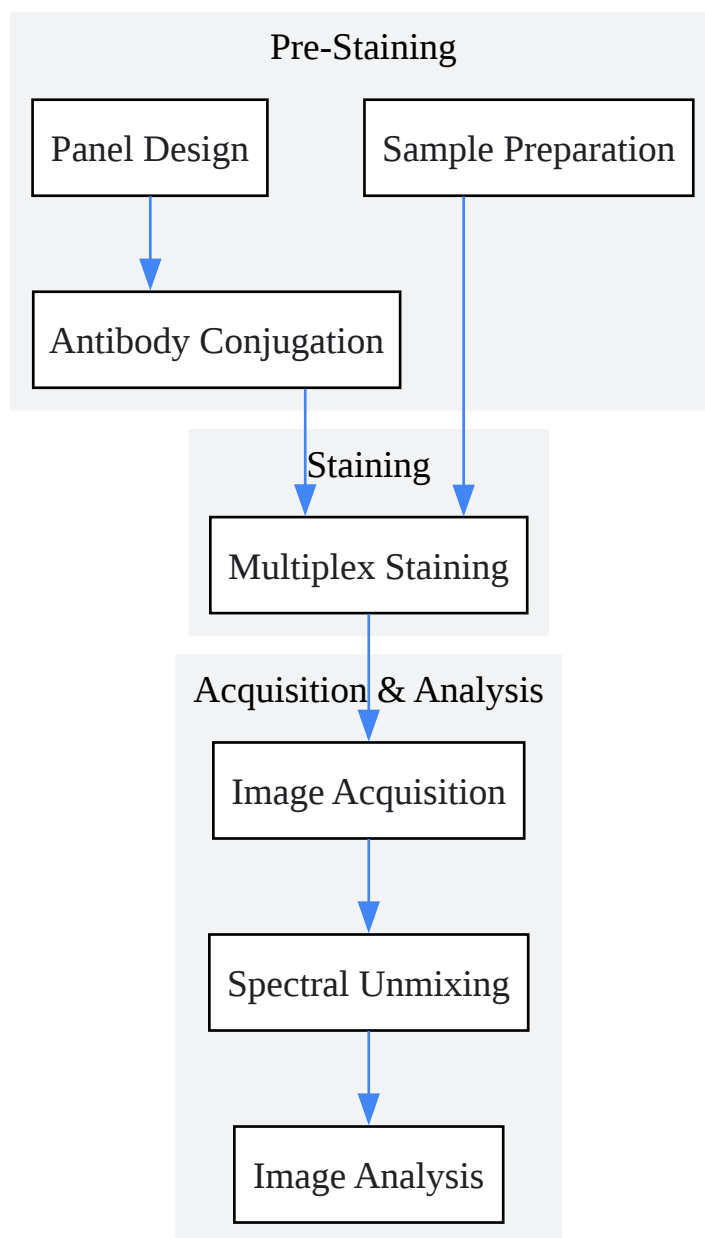 Pre-Staining
Panel Design
Sample Preparation
Antibody Conjugation
Staining
Multiplex Staining
Acquisition & Analysis
Image Acquisition
Spectral Unmixing
Image Analysis